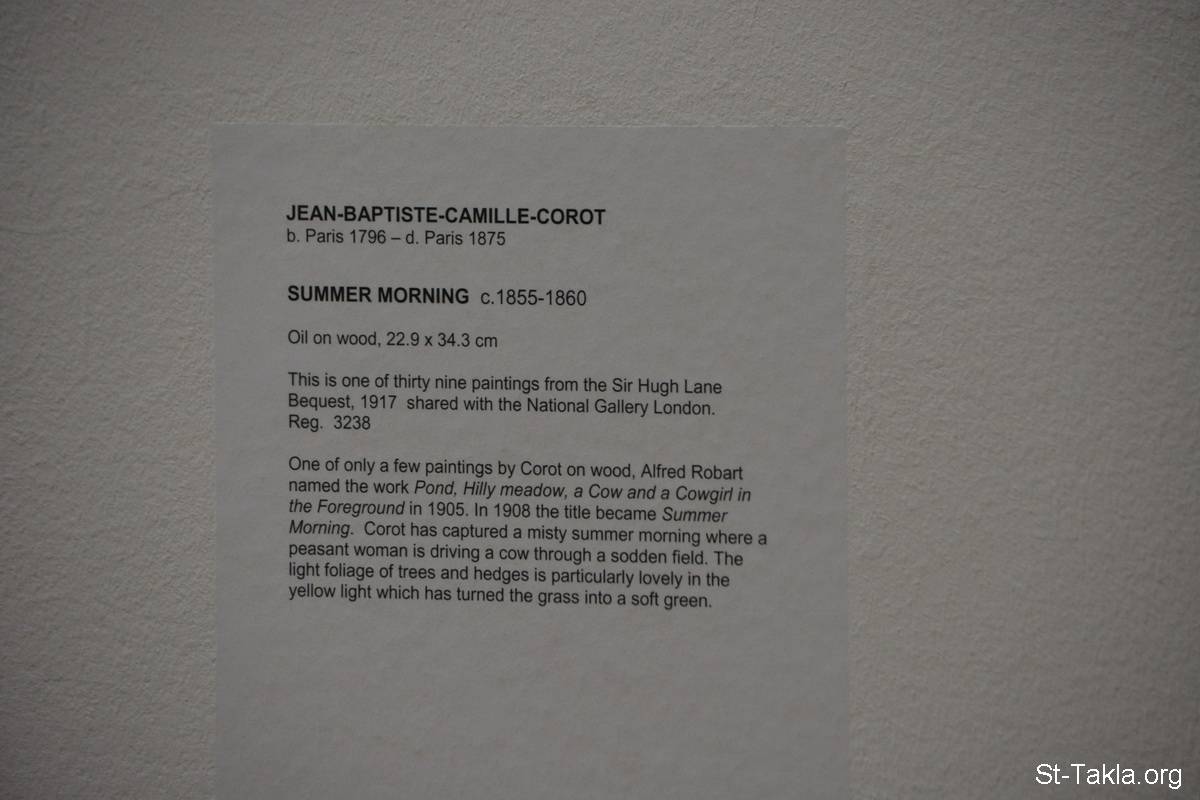 JEAN-BAPTISTE-CAMILLE-COROT
b. Paris 1796 – d. Paris 1875
SUMMER MORNING c.1855-1860
Oil on wood, 22.9 x 34.3 cm
This is one of thirty nine paintings from the Sir Hugh Lane
Bequest, 1917 shared with the National Gallery London.
Reg. 3238
One of only a few paintings by Corot on wood, Alfred Robart
named the work Pond, Hilly meadow, a Cow and a Cowgirl in
the Foreground in 1905. In 1908 the title became Summer
Morning. Corot has captured a misty summer morning where a
peasant woman is driving a cow through a sodden field. The
light foliage of trees and hedges is particularly lovely in the
yellow light which has turned the grass into a soft green.
St-Takla.org